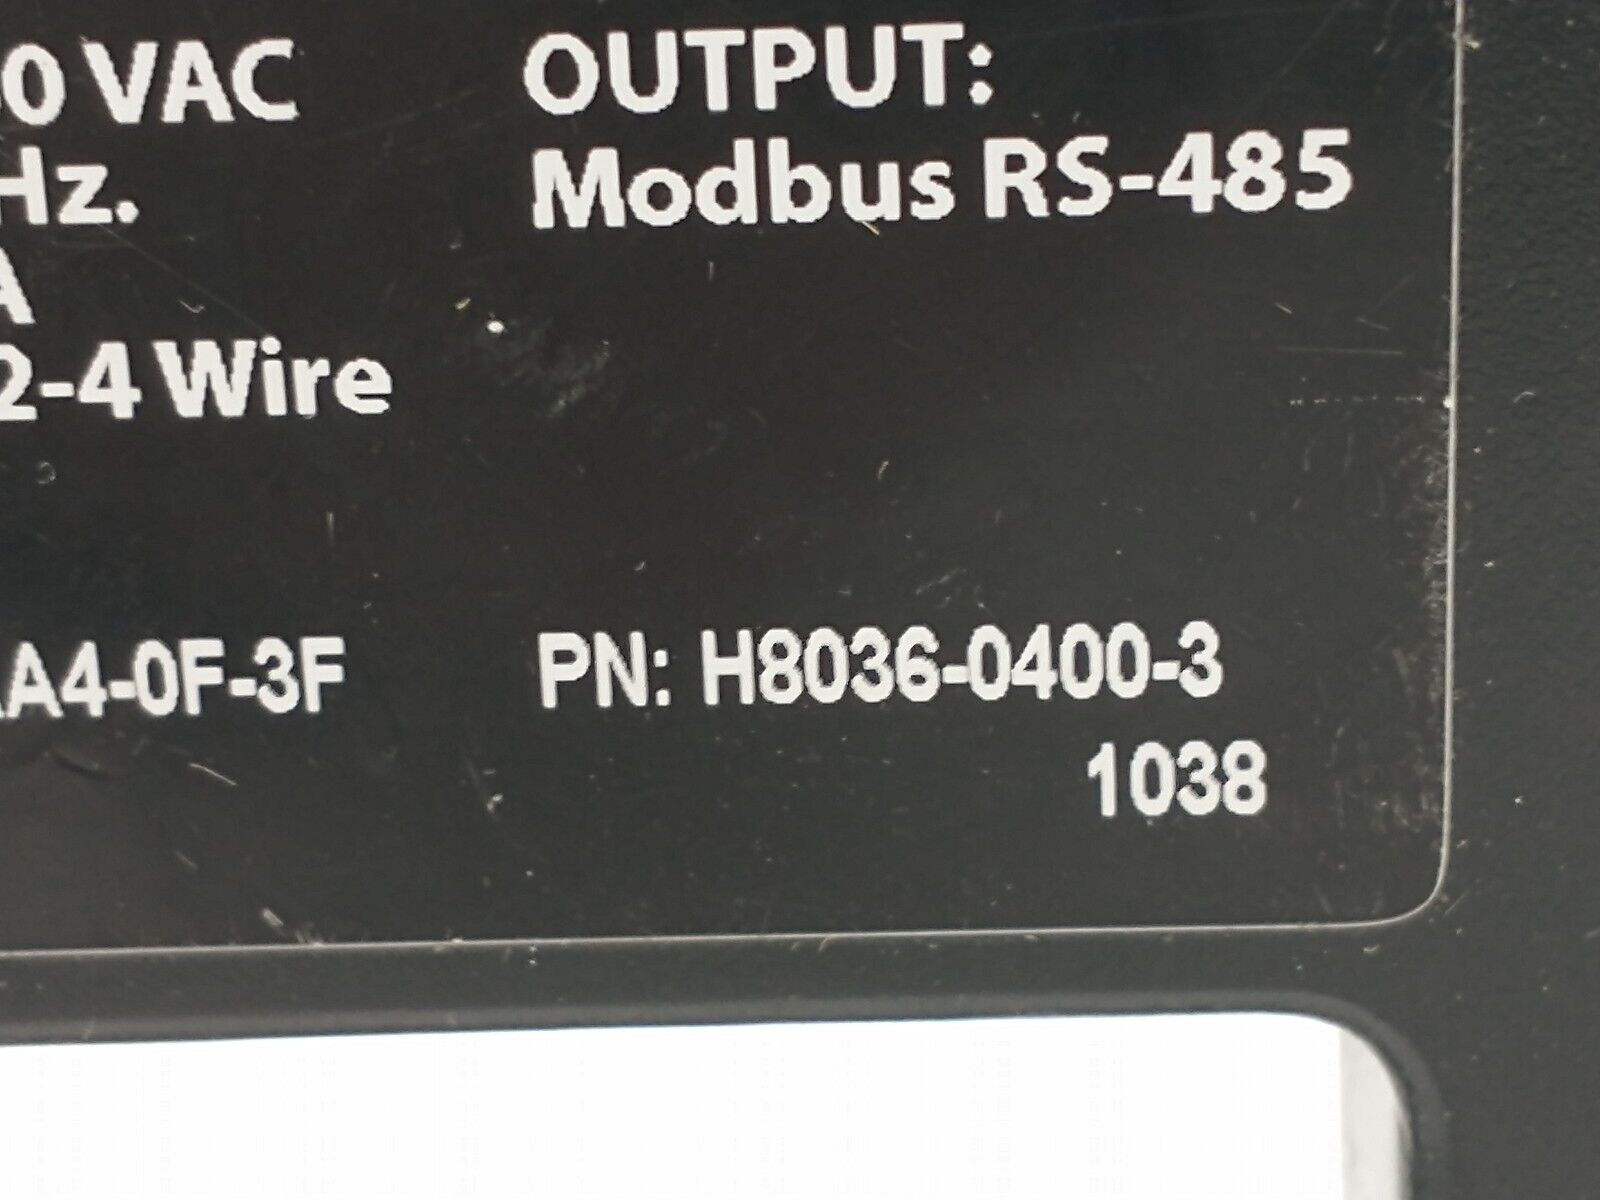 0 VAC
Hz.
A
2-4 Wire
OUTPUT:
Modbus RS-485
A4-0F-3F
PN: H8036-0400-3
1038